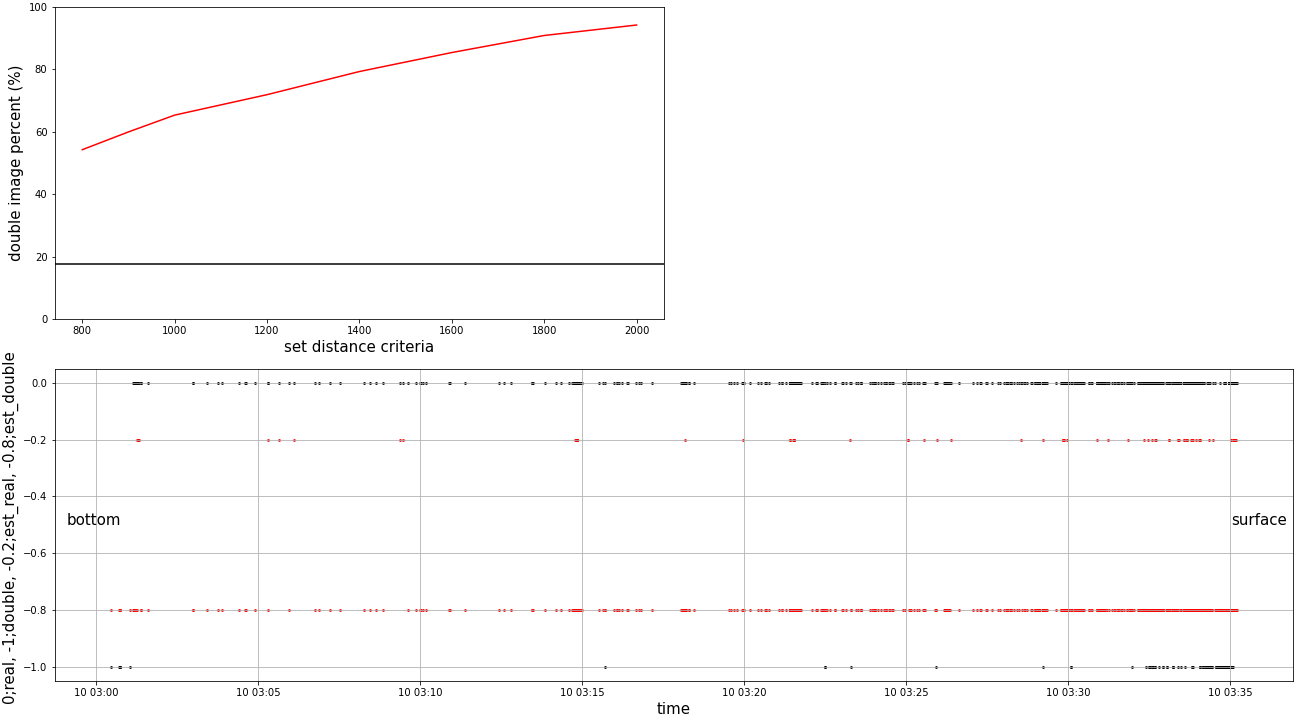 100
80
60
40
20
0
double image percent (%)
800 1000 1200 1400 1600 1800 2000
set distance criteria
0;real, -1;double, -0.2;est_real, -0.8;est_double
0.0
−0.2
−0.4
bottom surface
−0.6
−0.8
−1.0
10 03:00 10 03:05 10 03:10 10 03:15 10 03:20 10 03:25 10 03:30 10 03:35
time